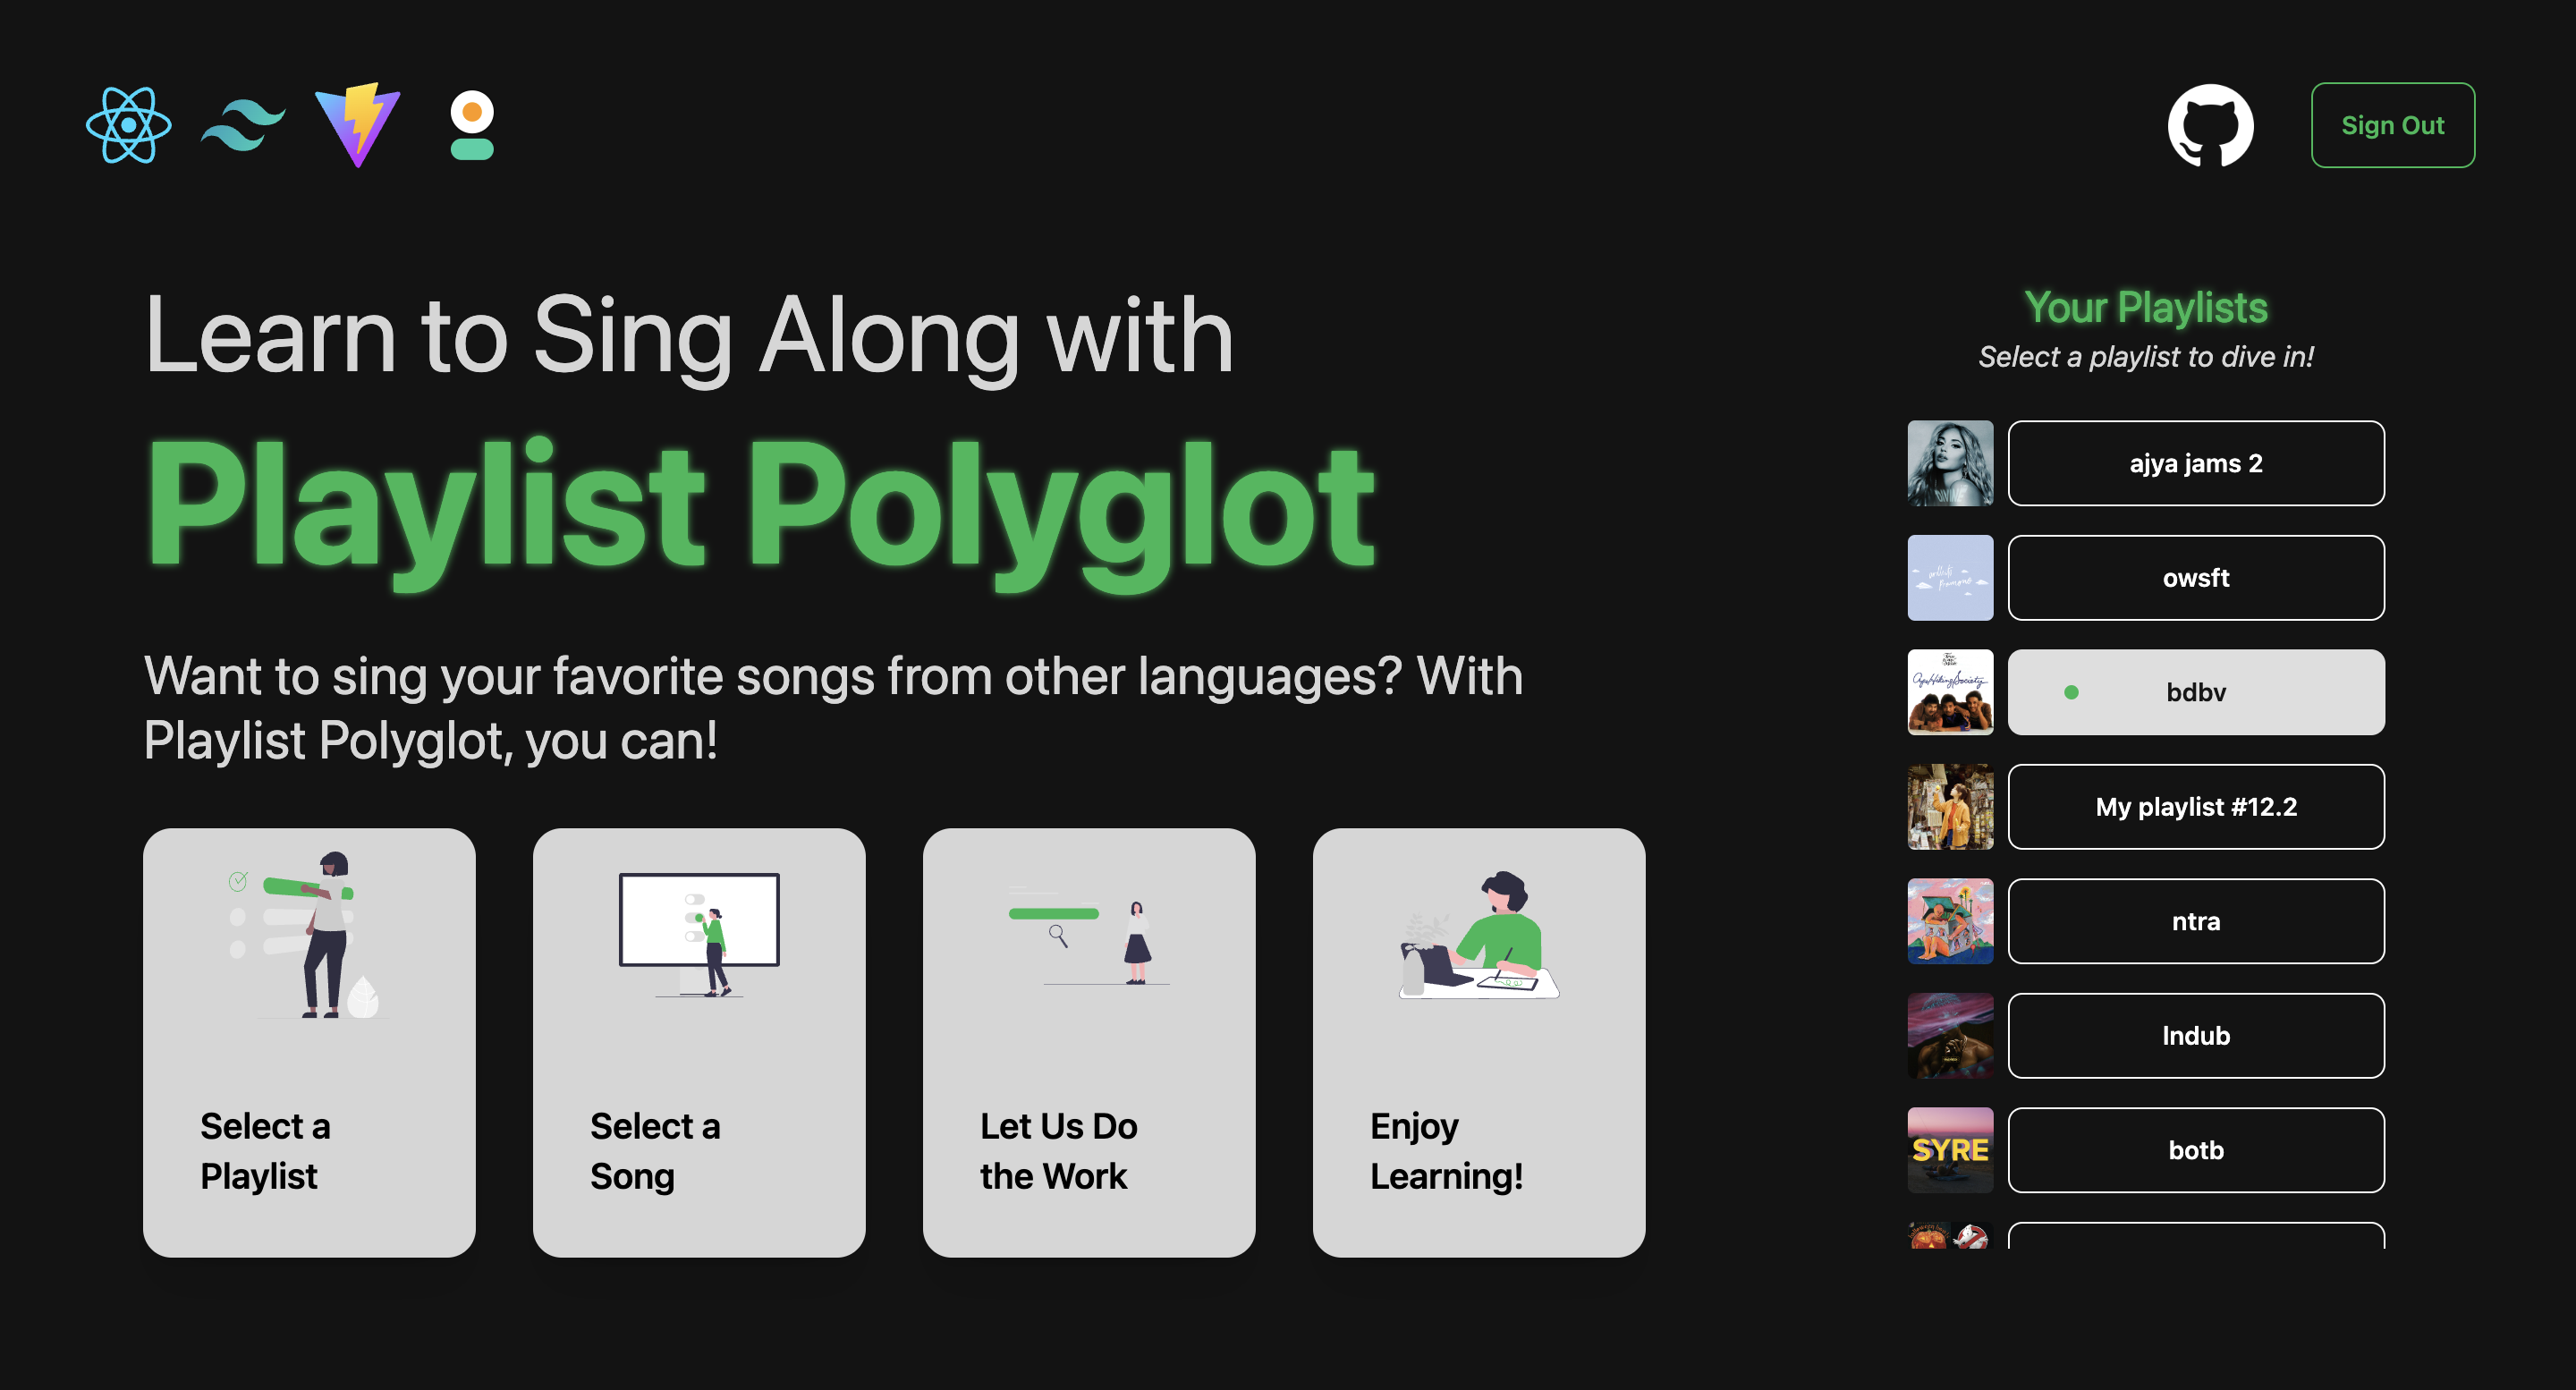 Sign Out
Learn to Sing Along with
Playlist Polyglot
Want to sing your favorite songs from other languages? With
Playlist Polyglot, you can!
Select a
Playlist
Select a
Song
Let Us Do
the Work
Enjoy
Learning!
Your Playlists
Select a playlist to dive in!
ajya jams 2
owsft
bdbv
My playlist #12.2
ntra
lndub
SYRE
botb